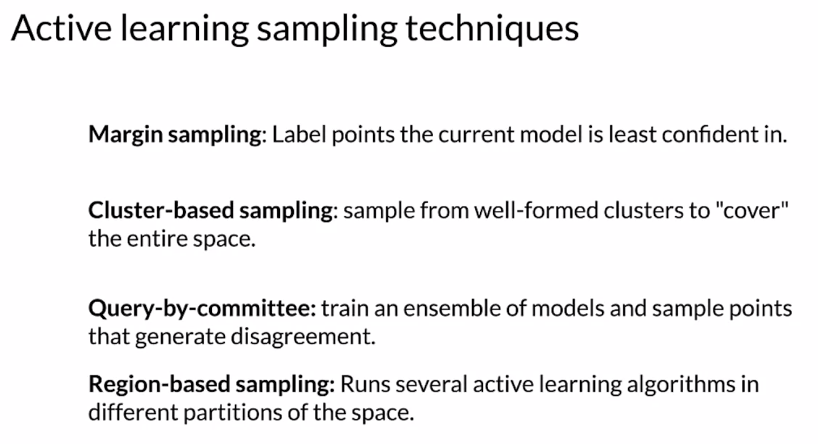 Active learning sampling techniques
Margin sampling: Label points the current model is least confident in.
Cluster-based sampling: sample from well-formed clusters to "cover"
the entire space.
Query-by-committee: train an ensemble of models and sample points
that generate disagreement.
Region-based sampling: Runs several active learning algorithms in
different partitions of the space.